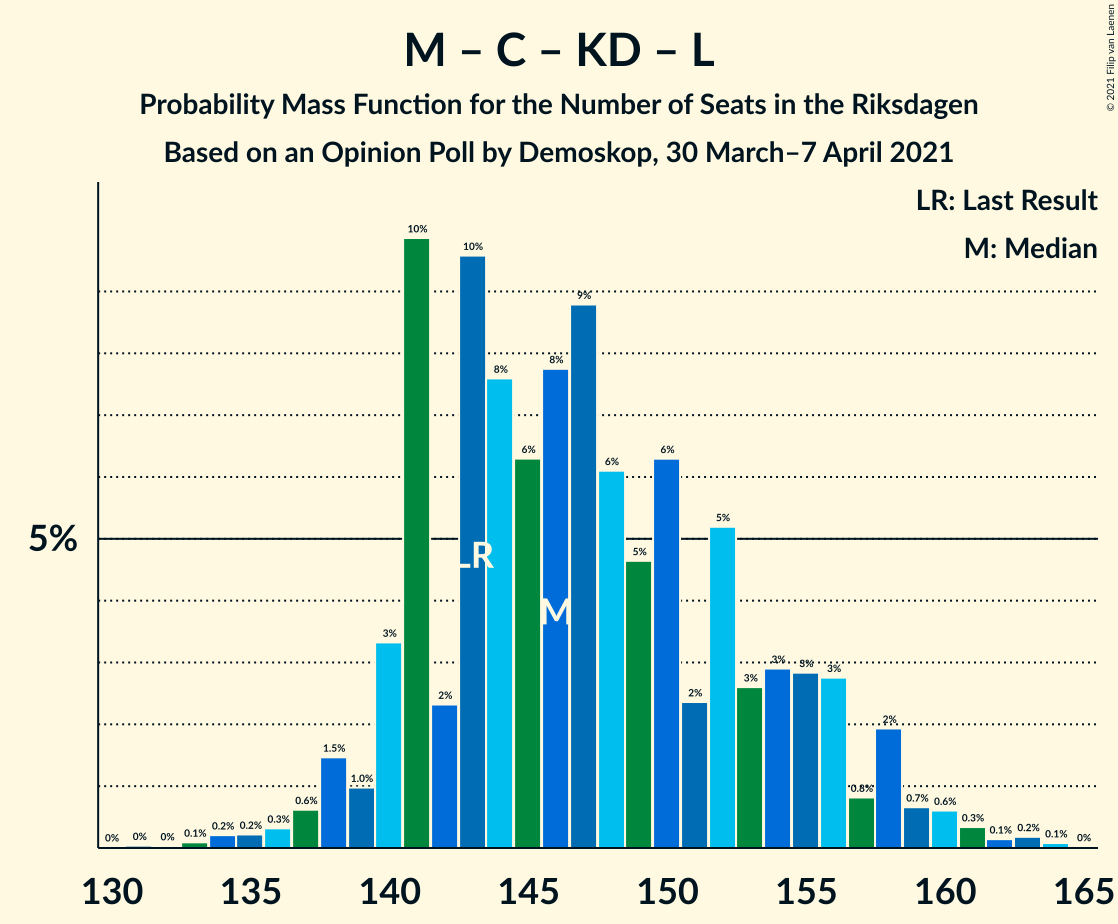 M – C – KD – L
Probability Mass Function for the Number of Seats in the Riksdagen
Based on an Opinion Poll by Demoskop, 30 March–7 April 2021
© 2021 Filip van Laenen
LR: Last Result
M: Median
5%
0% 0% 0% 0.1% 0.2% 0.2% 0.3% 0.6% 1.5% 1.0% 3% 10% 2% 10% 8% 6% 8% 9% 6% 5% 6% 2% 5% 3% 3% 3% 3% 0.8% 2% 0.7% 0.6% 0.3% 0.1% 0.2% 0.1% 0%
LR
M
130 135 140 145 150 155 160 165